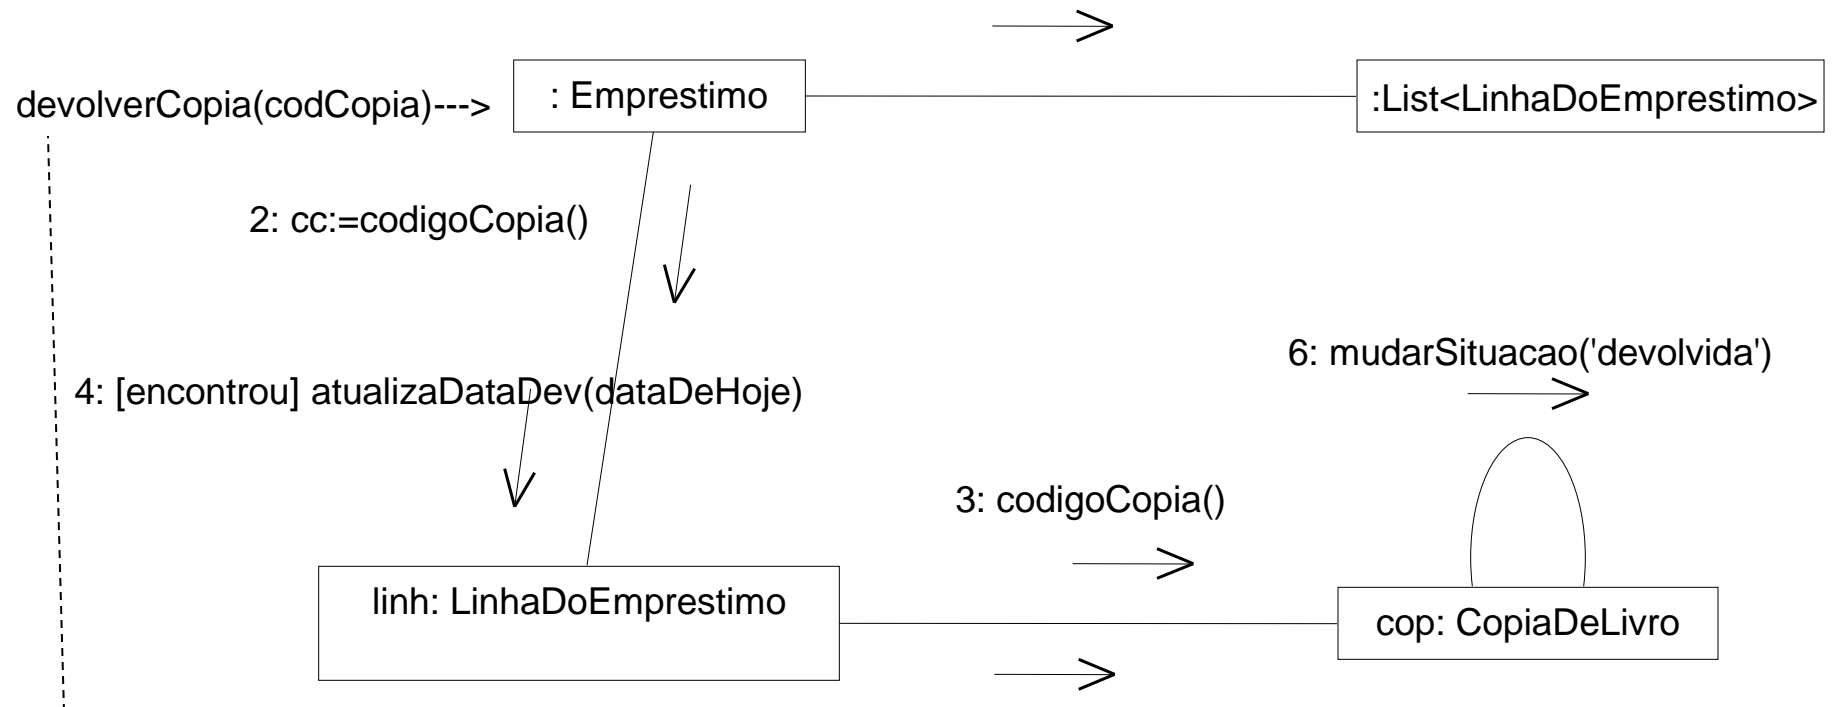 devolverCopia(codCopia)--->
: Emprestimo
:List<LinhaDoEmprestimo>
2: cc:=codigoCopia()
6: mudarSituacao('devolvida')
4: [encontrou] atualizaDataDev(dataDeHoje)
3: codigoCopia()
linh: LinhaDoEmprestimo
cop: CopiaDeLivro